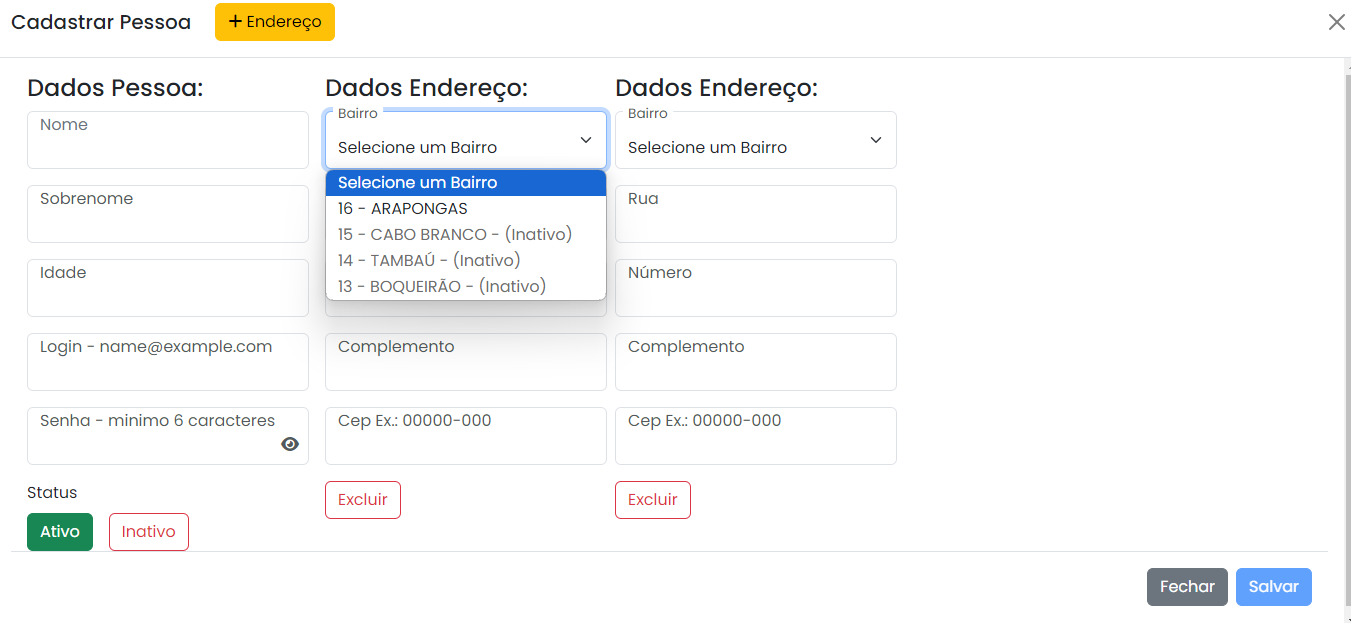 Cadastrar Pessoa
+ Endereço
Dados Pessoa:
Nome
Sobrenome
Idade
Login - name@example.com
Senha - minimo 6 caracteres
Status
Ativo
Inativo
Dados Endereço:
Bairro
Selecione um Bairro
Selecione um Bairro
16 - ARAPONGAS
15 - CABO BRANCO - (Inativo)
14 - TAMBAÚ - (Inativo)
13 - BOQUEIRÃO - (Inativo)
Complemento
Cep Ex.: 00000-000
Excluir
Dados Endereço:
Bairro
Selecione um Bairro
Rua
Número
Complemento
Cep Ex.: 00000-000
Excluir
Fechar
Salvar